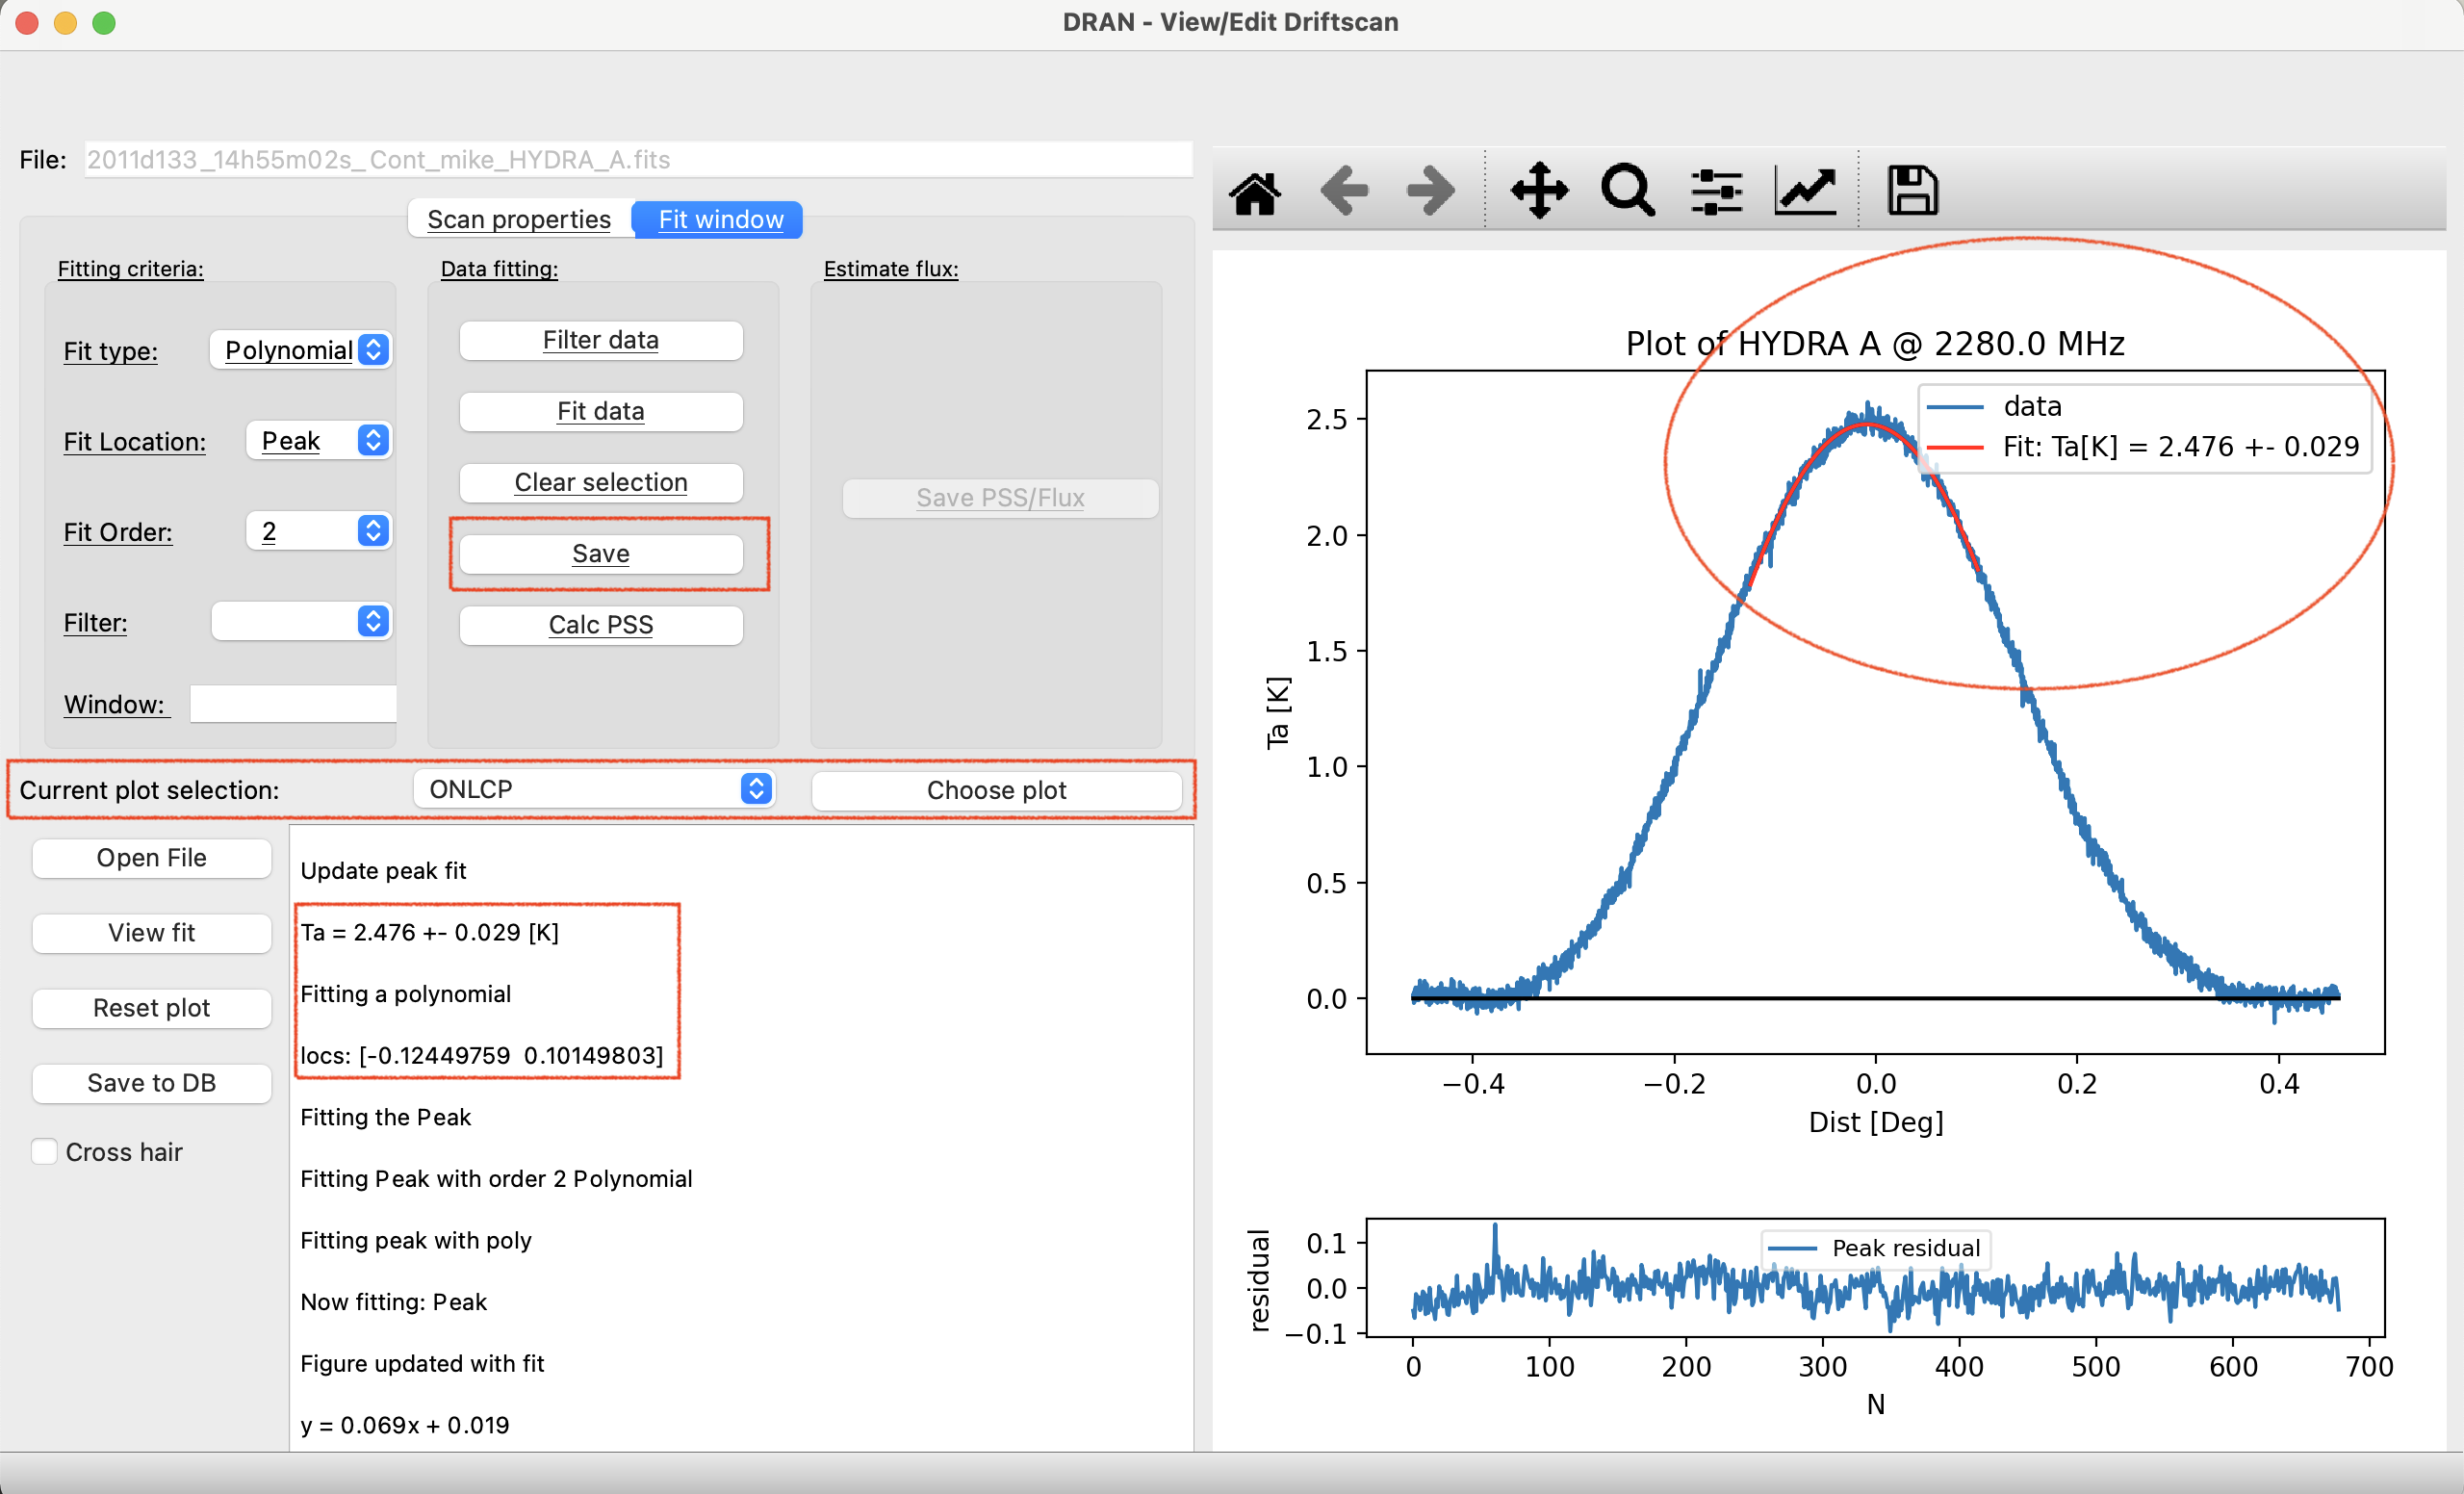 DRAN - View/Edit Driftscan
File: 2011d133_14h55m02s_Cont_mike_HYDRA_A.fits
Scan properties Fit window
Fitting criteria: Data fitting: Estimate flux:
Fit type: Polynomial
Fit Location: Peak
Fit Order: 2
Filter:
Window:
Filter data
Fit data
Clear selection
Save
Calc PSS
Save PSS/Flux
Current plot selection: ONLCP Choose plot
Open File
View fit
Reset plot
Save to DB
Cross hair
Update peak fit
Ta = 2.476 +- 0.029 [K]
Fitting a polynomial
locs: [-0.12449759 0.10149803]
Fitting the Peak
Fitting Peak with order 2 Polynomial
Fitting peak with poly
Now fitting: Peak
Figure updated with fit
y = 0.069x + 0.019
Plot of HYDRA A @ 2280.0 MHz
data
Fit: Ta[K] = 2.476 +- 0.029
Ta [K]
2.5
2.0
1.5
1.0
0.5
0.0
−0.4 −0.2 0.0 0.2 0.4
Dist [Deg]
residual
0.1
0.0
−0.1
Peak residual
0 100 200 300 400 500 600 700
N